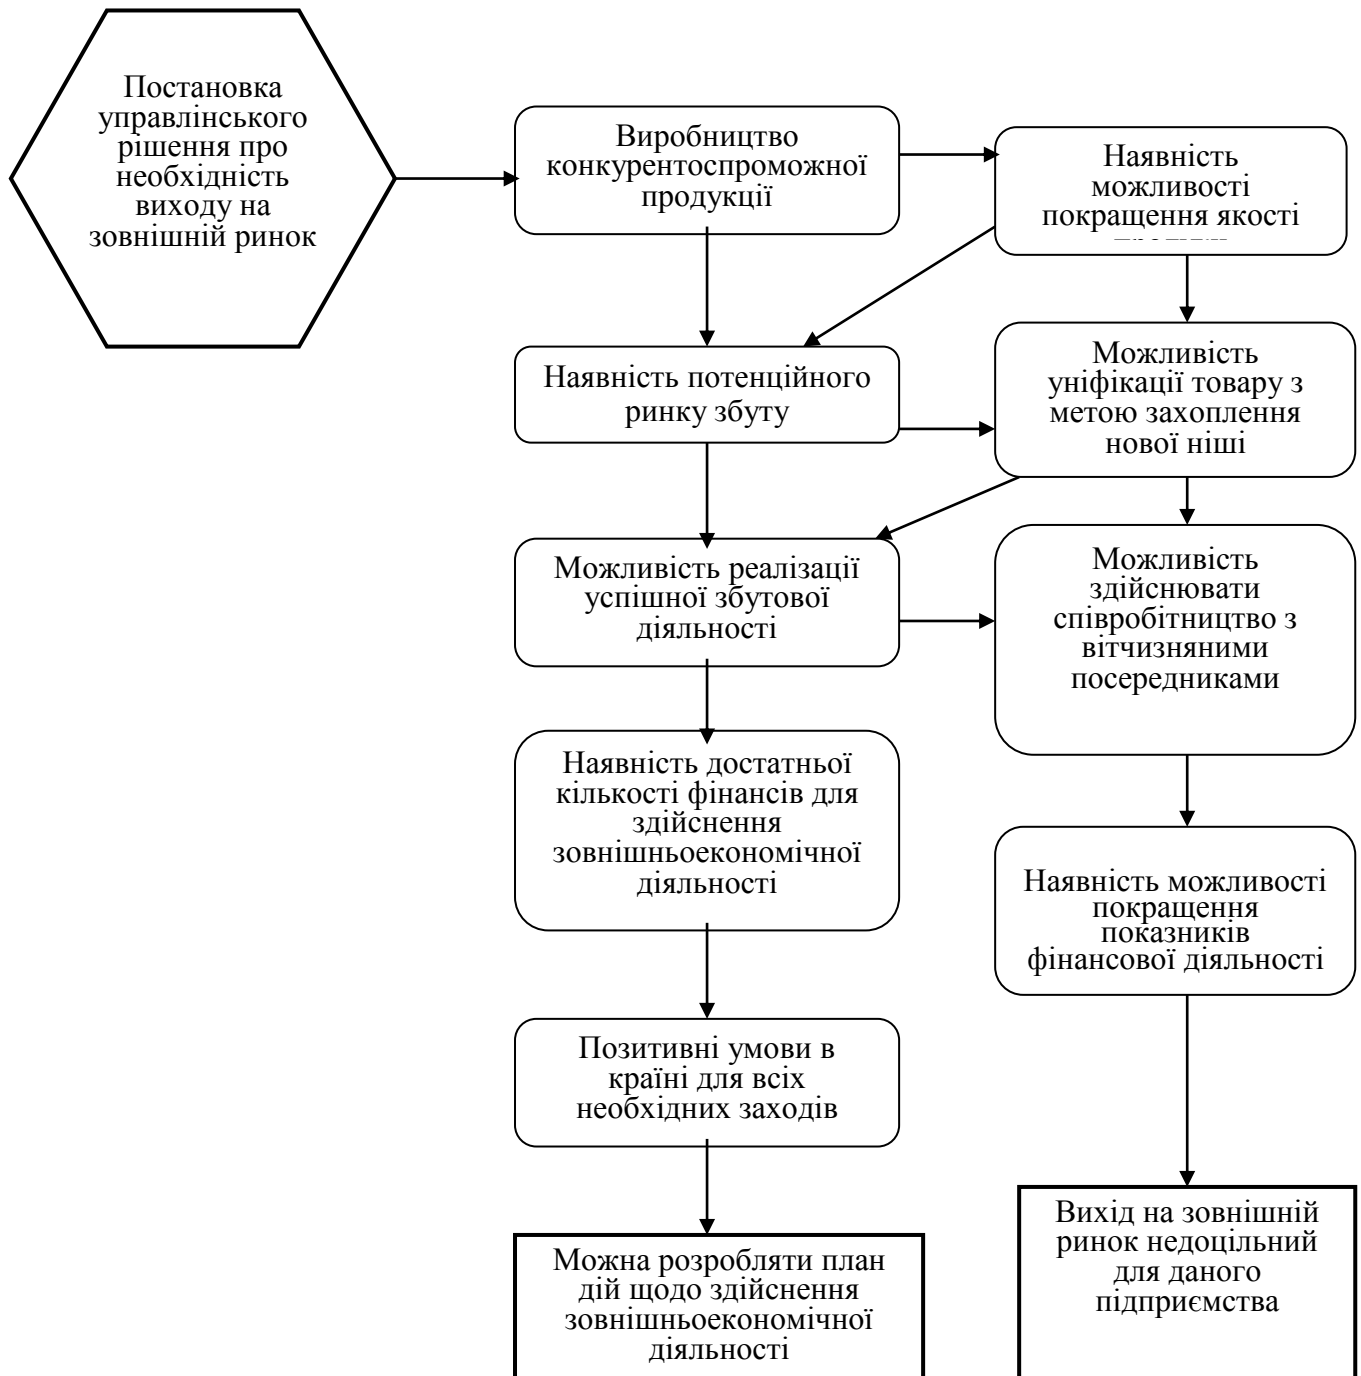 Постановка
управлінського
рішення про
необхідність
виходу на
зовнішній ринок
Виробництво
конкурентоспроможної
продукції
Наявність
можливості
покращення якості
Наявність потенційного
ринку збуту
Можливість
уніфікації товару з
метою захоплення
нової ніші
Можливість реалізації
успішної збутової
діяльності
Можливість
здійснювати
співробітництво з
вітчизняними
посередниками
Наявність достатньої
кількості фінансів для
здійснення
зовнішньоекономічної
діяльності
Наявність можливості
покращення
показників
фінансової діяльності
Позитивні умови в
країні для всіх
необхідних заходів
Можна розробляти план
дій щодо здійснення
зовнішньоекономічної
діяльності
Вихід на зовнішній
ринок недоцільний
для даного
підприємства